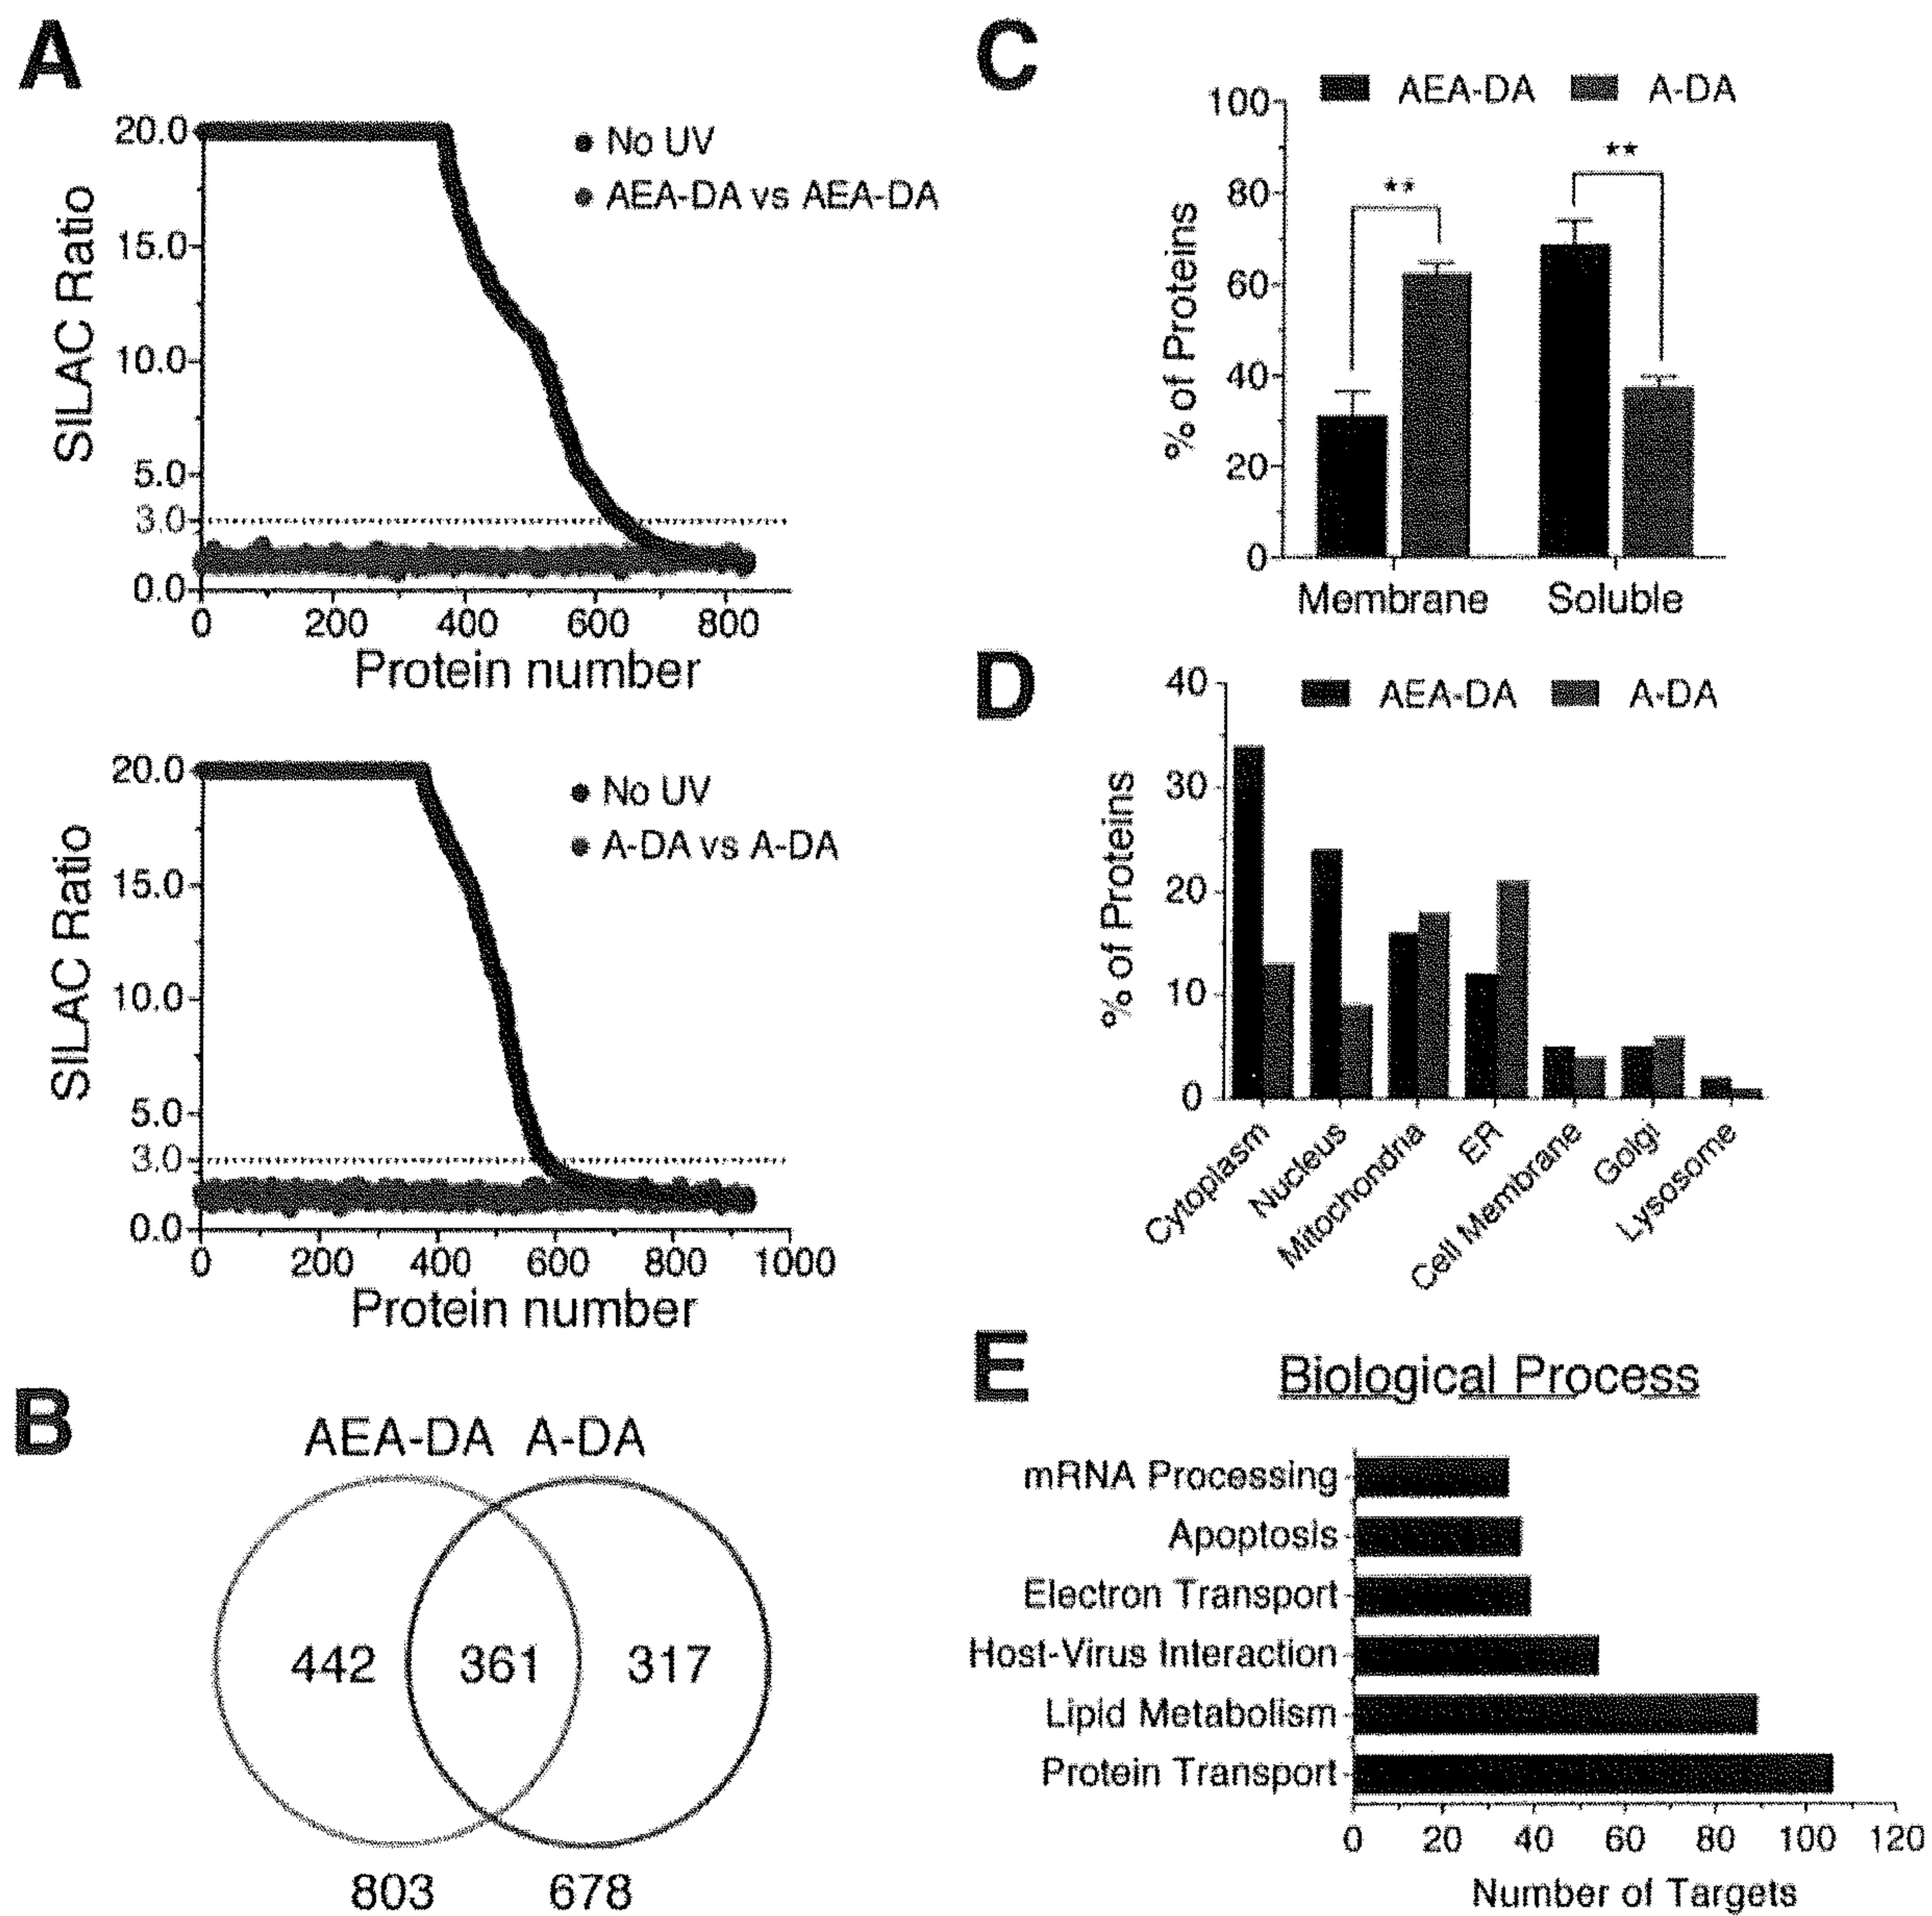 A
20.0
15.0
10.0
5.0
3.0
0.0
SILAC Ratio
No UV
AEA-DA vs AEA-DA
0 200 400 600 800
Protein number
20.0
15.0
10.0
5.0
3.0
0.0
SILAC Ratio
No UV
A-DA vs A-DA
0 200 400 600 800 1000
Protein number
B
AEA-DA A-DA
442 361 317
803 678
C
AEA-DA A-DA
100
80
60
40
20
0
% of Proteins
**
**
Membrane Soluble
D
AEA-DA A-DA
40
30
20
10
0
% of Proteins
Cytoplasm
Nucleus
Mitochondria
ER
Cell Membrane
Golgi
Lysosome
E
Biological Process
mRNA Processing
Apoptosis
Electron Transport
Host-Virus Interaction
Lipid Metabolism
Protein Transport
0 20 40 60 80 100 120
Number of Targets